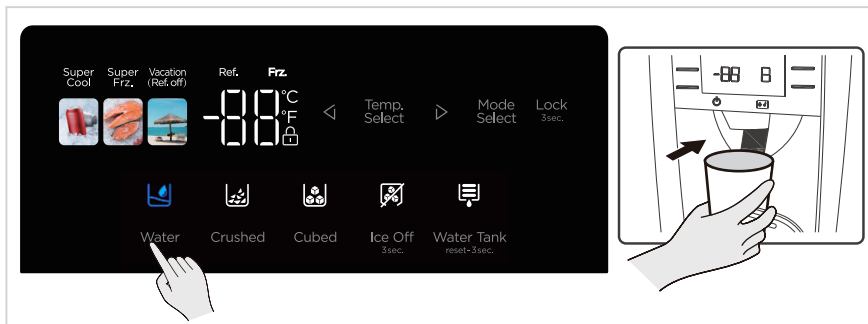 Super Cool
Super Frz.
Vacation (Ref. off)
Ref.
Frz.
-88
°C
°F
Temp. Select
Mode Select
Lock
3sec.
Water
Crushed
Cubed
Ice Off
3sec.
Water Tank
reset-3sec.
-88 8